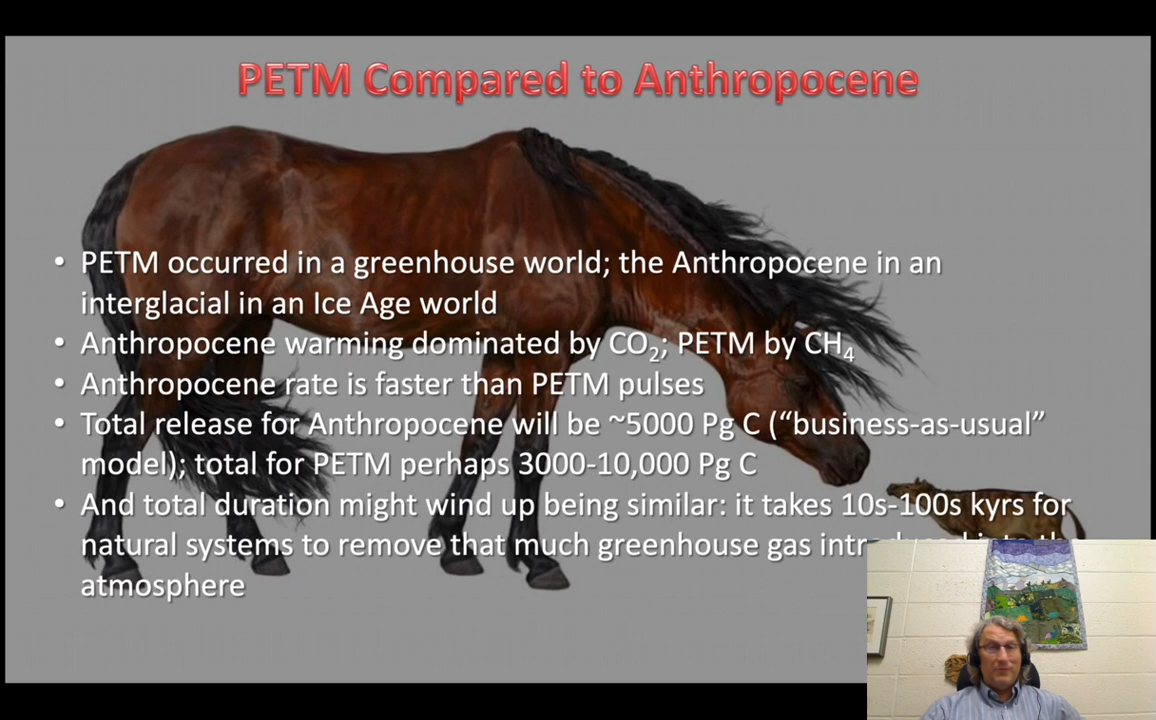 PETM Compared to Anthropocene
• PETM occurred in a greenhouse world; the Anthropocene in an
interglacial in an Ice Age world
• Anthropocene warming dominated by CO₂; PETM by CH₄
• Anthropocene rate is faster than PETM pulses
• Total release for Anthropocene will be ~5000 Pg C (“business-as-usual”
model); total for PETM perhaps 3000-10,000 Pg C
• And total duration might wind up being similar: it takes 10s-100s kyrs for
natural systems to remove that much greenhouse gas
atmosphere